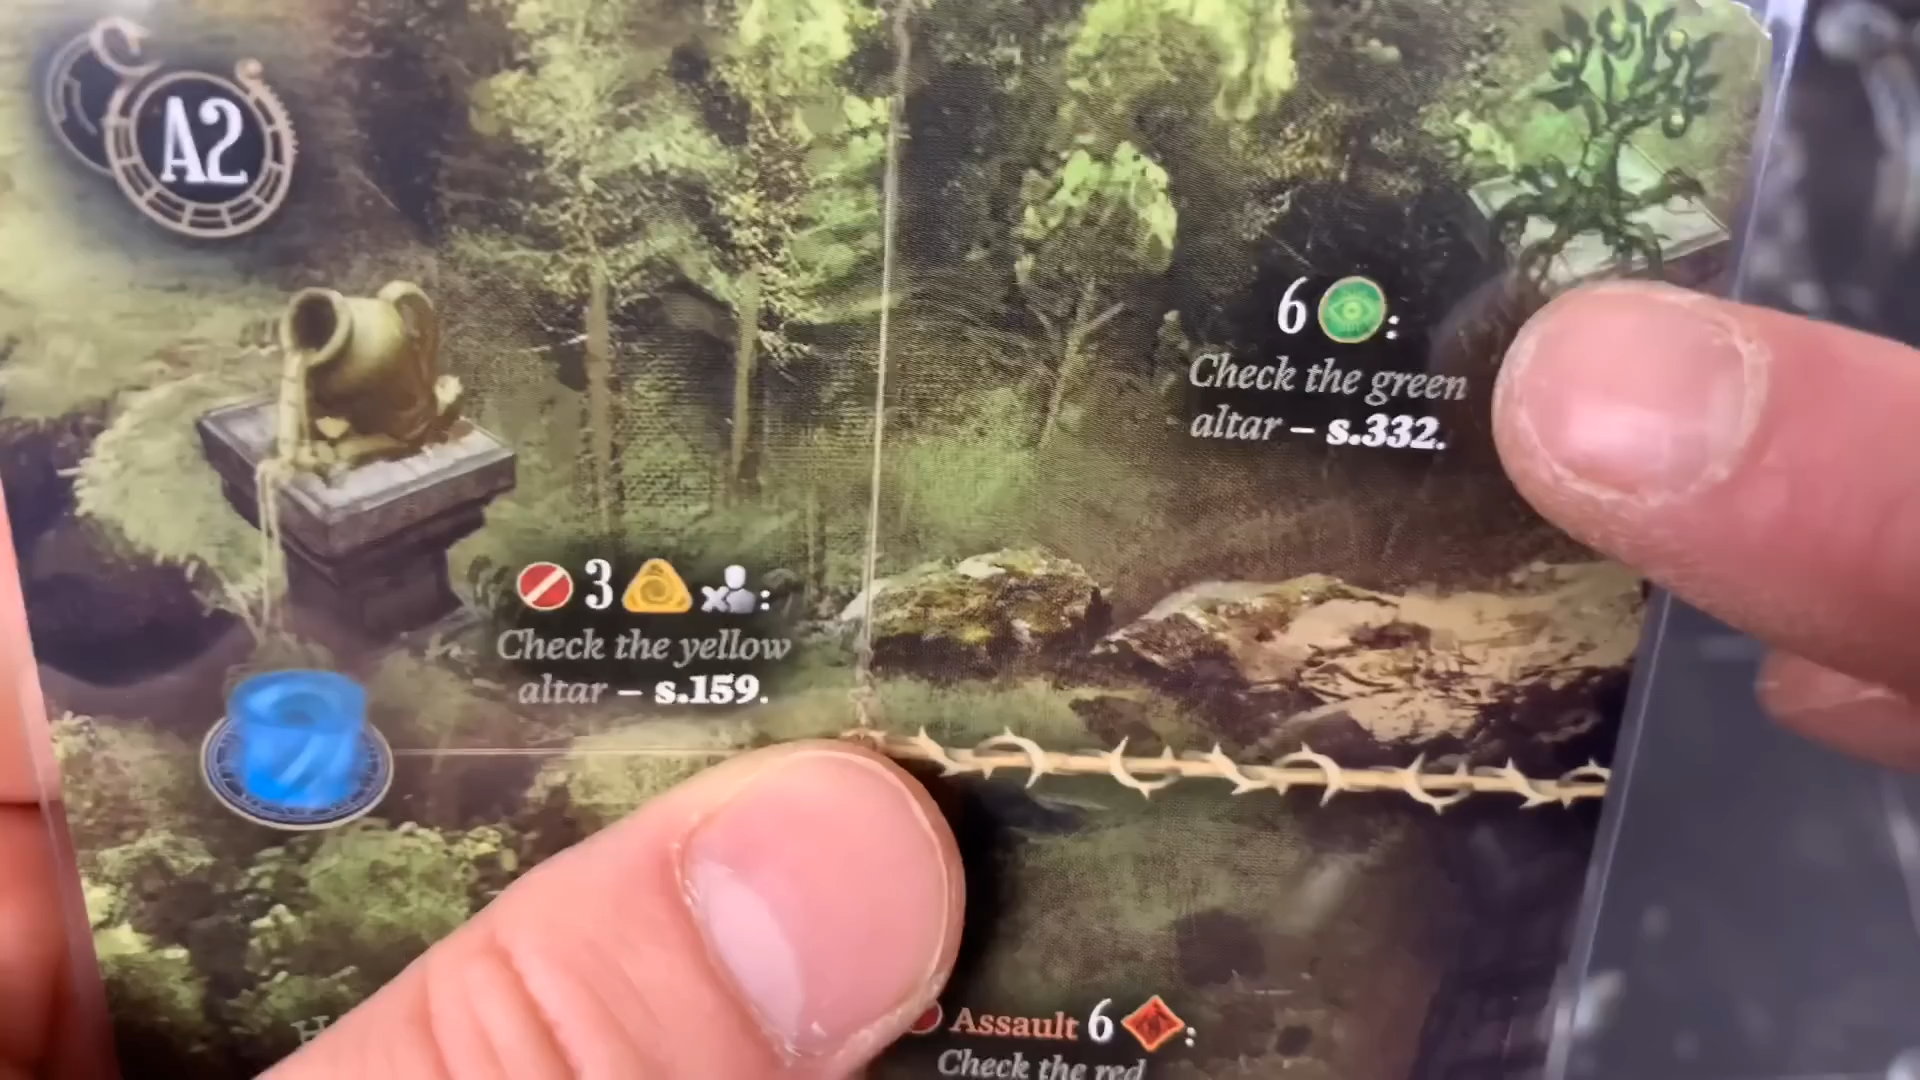 A2
6 :
Check the green
altar – s.332.
3 x :
Check the yellow
altar – s.159.
Assault 6 :
Check the red